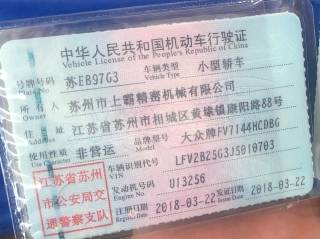 中华人民共和国机动车行驶证
Vehicle License of the People's Republic of China
号牌号码 苏EB97G3 车辆类型 小型轿车
Plate No. Vehicle Type
所有人 苏州市上霸精密机械有限公司
Owner
住址 江苏省苏州市相城区黄埭镇康阳路88号
Address
使用性质 非营运 品牌型号 大众牌FV7144HCDBG
Use Character Model
车辆识别代号 LFV2B25G3J5010703
VIN
江苏省苏州
市公安局交
通警察支队
发动机号码 U13256
Engine No.
注册日期 2018-03-22 发证日期 2018-03-22
Register Date Issue Date